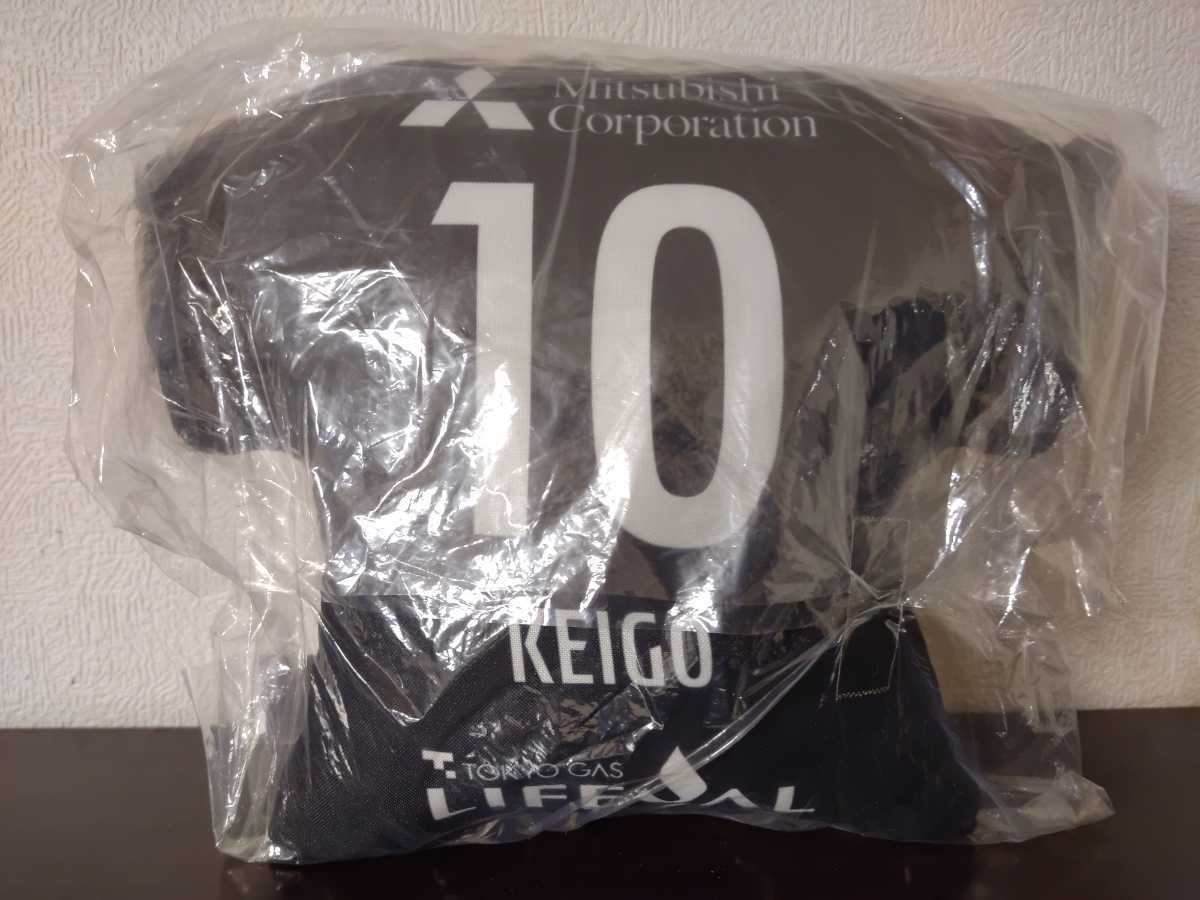 Mitsubishi
Corporation
10
KEIGO
T. TOKYO GAS
LIFEVAL